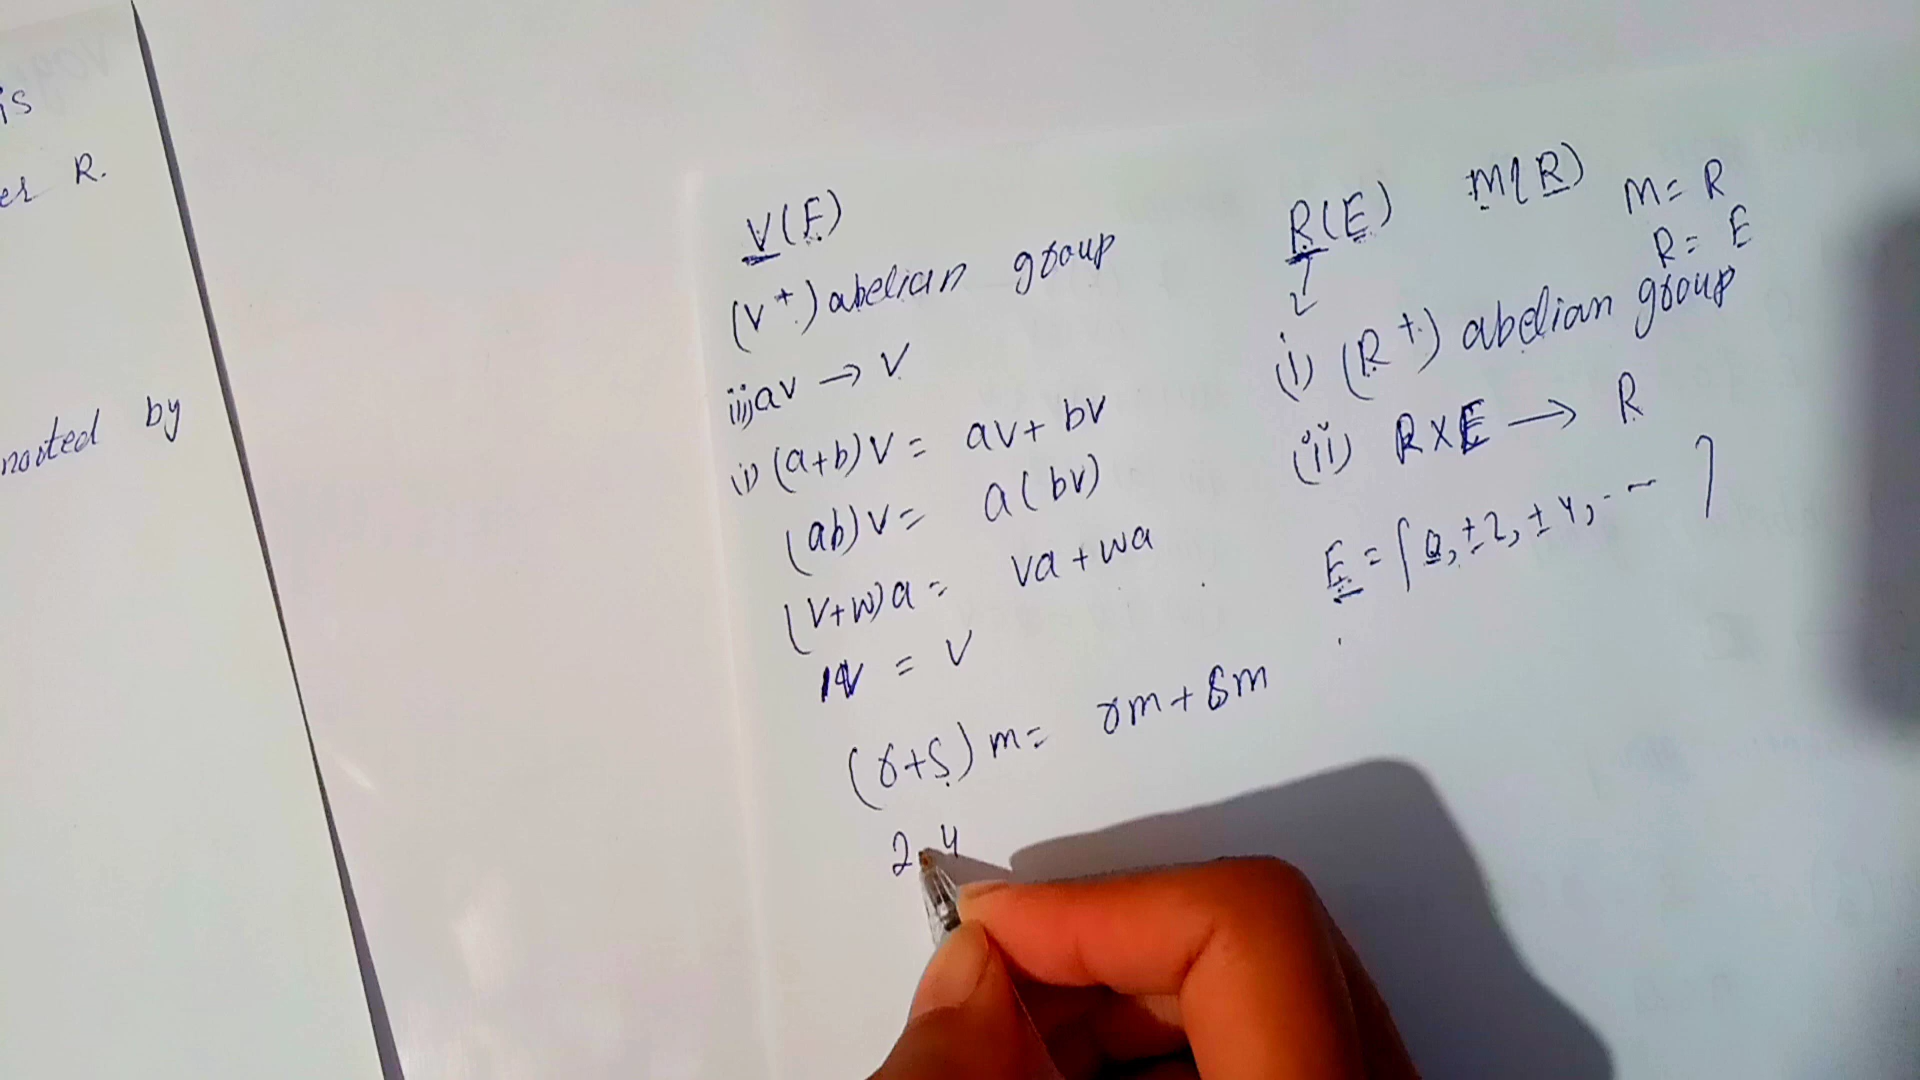 is
er R.
noted by
V(F)
(V +) abelian group
iii) av → V
i) (a+b)V = av + bv
(ab)V = a(bv)
(V+W)a = va + wa
1V = V
(r+s)m = rm + sm
2 4
R(E) M(R) M = R
R = E
(i) (R +) abelian group
(ii) R×E → R
E = {0, ±2, ±4, ... }